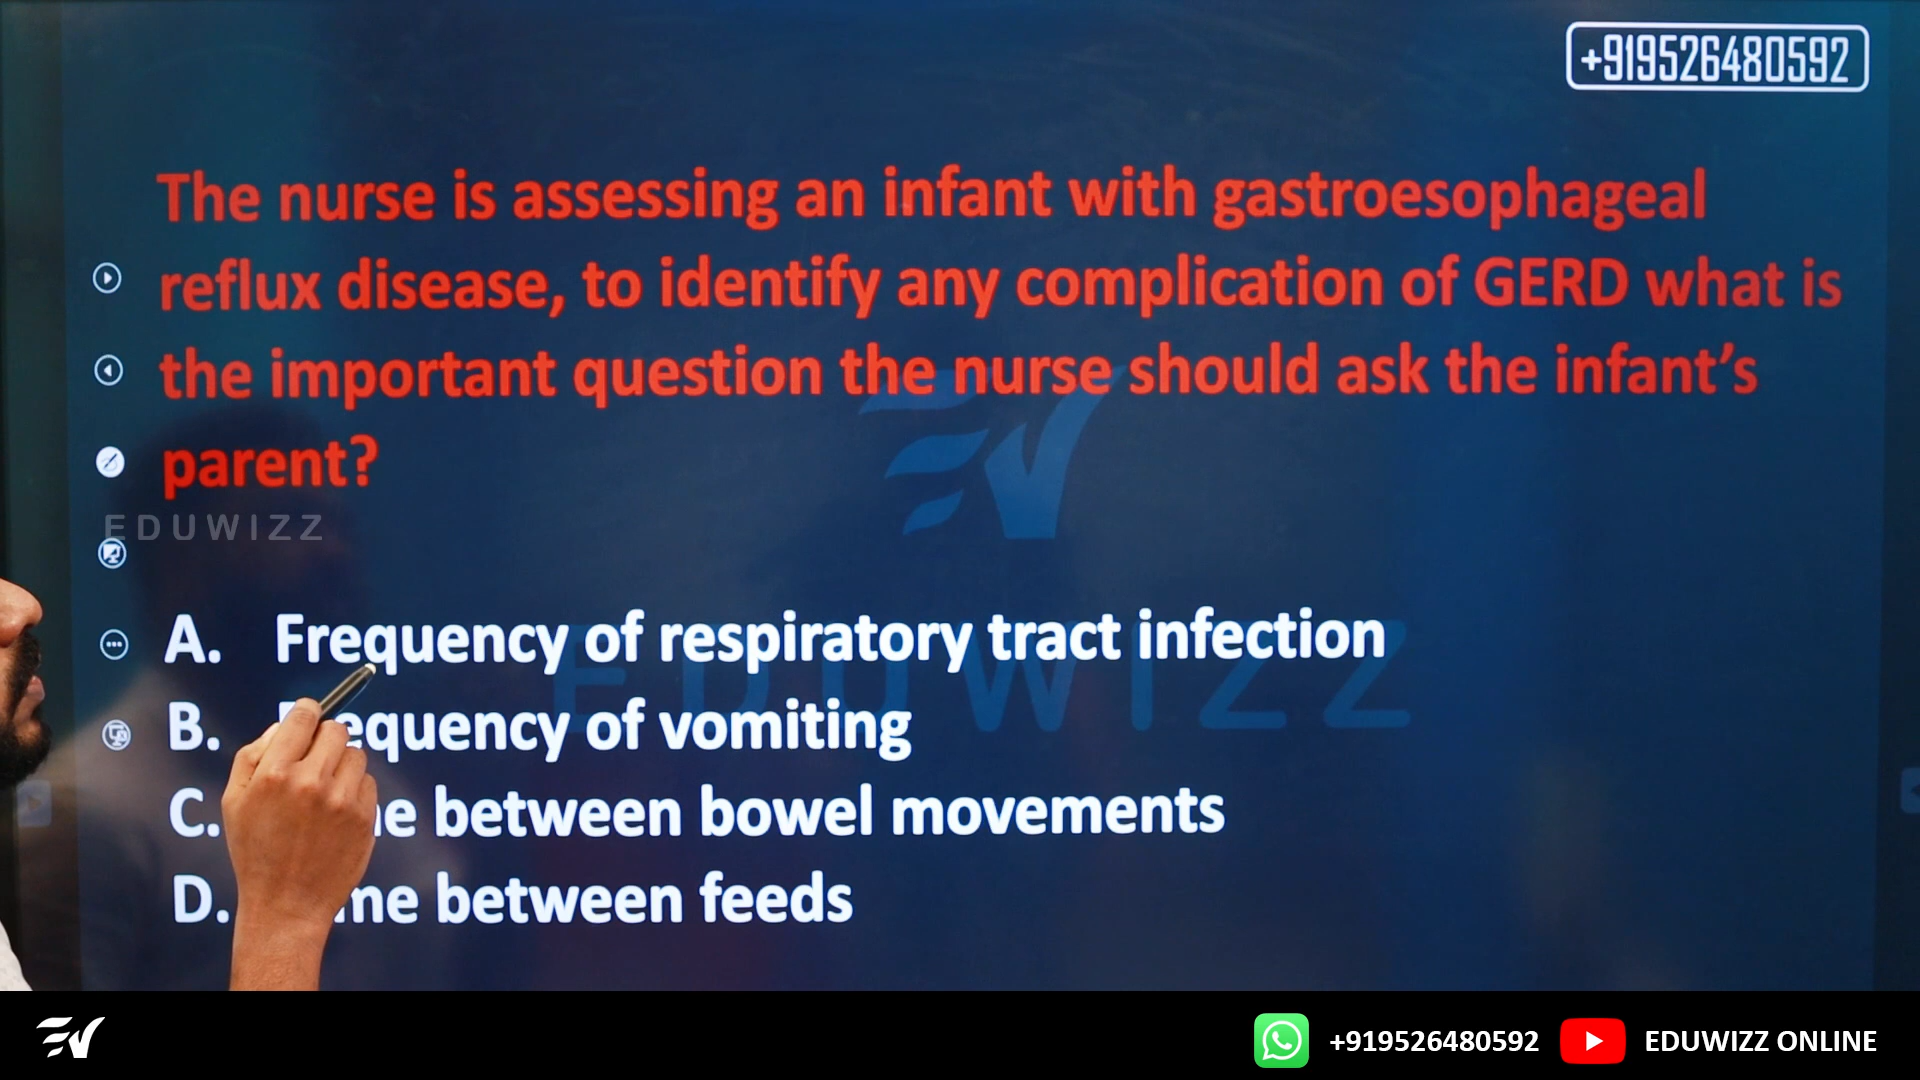 +919526480592
The nurse is assessing an infant with gastroesophageal
reflux disease, to identify any complication of GERD what is
the important question the nurse should ask the infant's
parent?
EDUWIZZ
A. Frequency of respiratory tract infection
EDUWIZZ
B. of vomiting
C. between bowel movements
D. between feeds
+919526480592 EDUWIZZ ONLINE